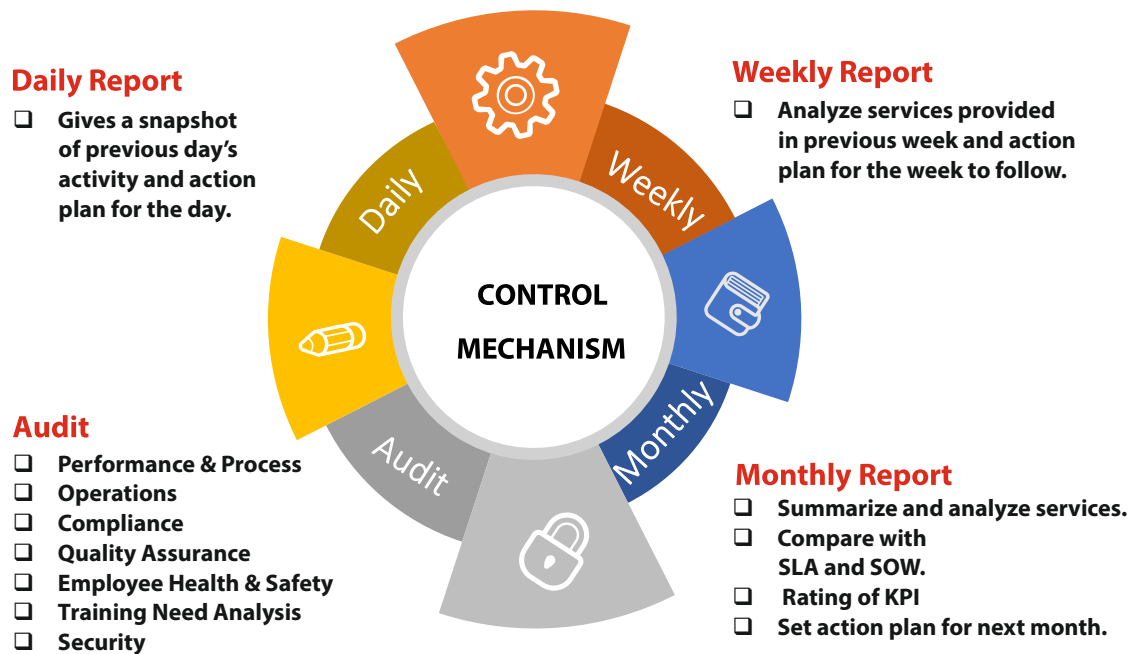 Daily Report
❑ Gives a snapshot
of previous day's
activity and action
plan for the day.
Weekly Report
❑ Analyze services provided
in previous week and action
plan for the week to follow.
Daily
Weekly
CONTROL
MECHANISM
Audit
Monthly
Audit
❑ Performance & Process
❑ Operations
❑ Compliance
❑ Quality Assurance
❑ Employee Health & Safety
❑ Training Need Analysis
❑ Security
Monthly Report
❑ Summarize and analyze services.
❑ Compare with
SLA and SOW.
❑ Rating of KPI
❑ Set action plan for next month.